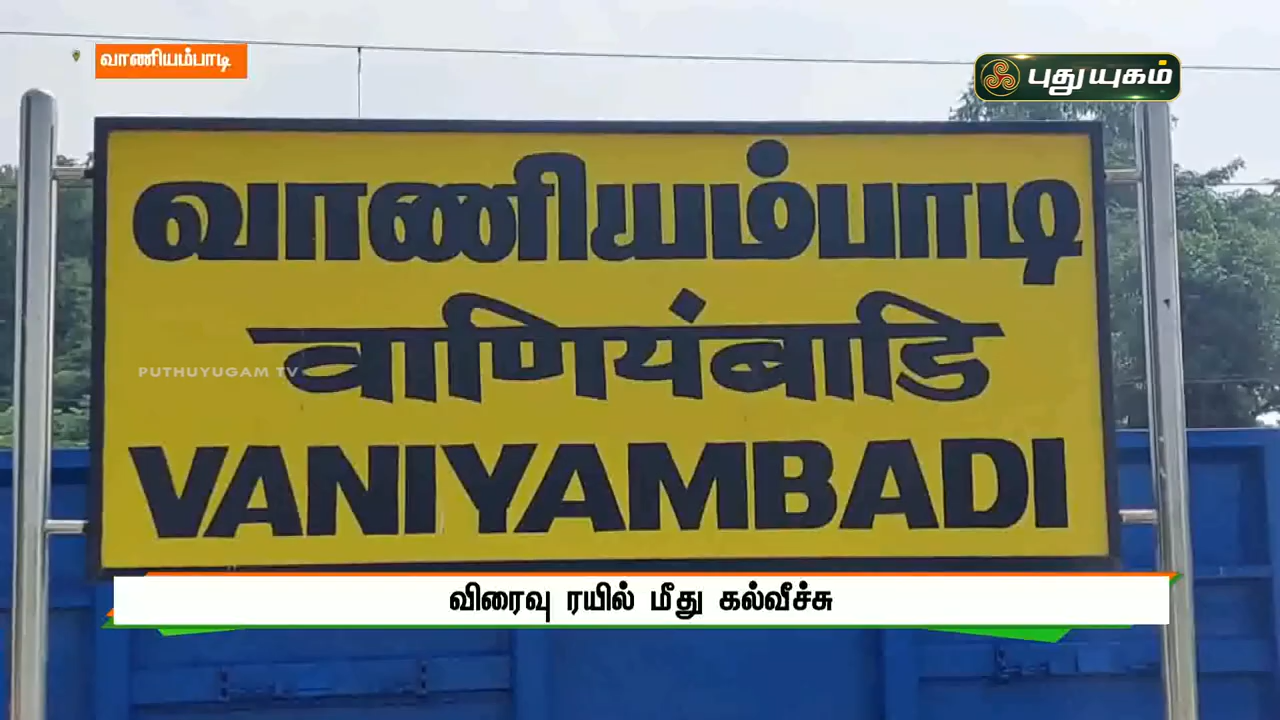 வாணியம்பாடி
புதுயுகம்
வாணியம்பாடி
वाणियंबाडि
PUTHUYUGAM TV
VANIYAMBADI
விரைவு ரயில் மீது கல்வீச்சு